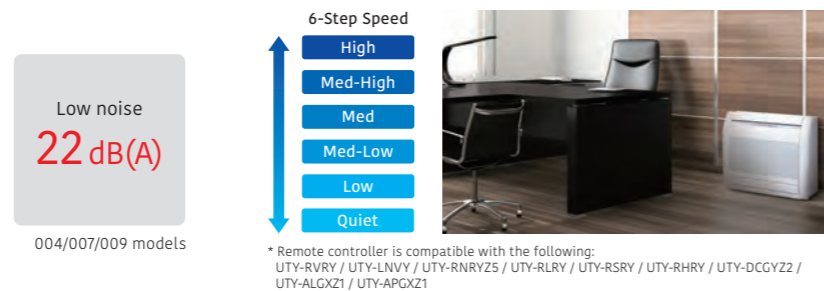 Low noise
22 dB(A)
004/007/009 models
6-Step Speed
High
Med-High
Med
Med-Low
Low
Quiet
* Remote controller is compatible with the following:
UTY-RVRY / UTY-LNVY / UTY-RNRYZ5 / UTY-RLRY / UTY-RSRY / UTY-RHRY / UTY-DCGYZ2 /
UTY-ALGXZ1 / UTY-APGXZ1